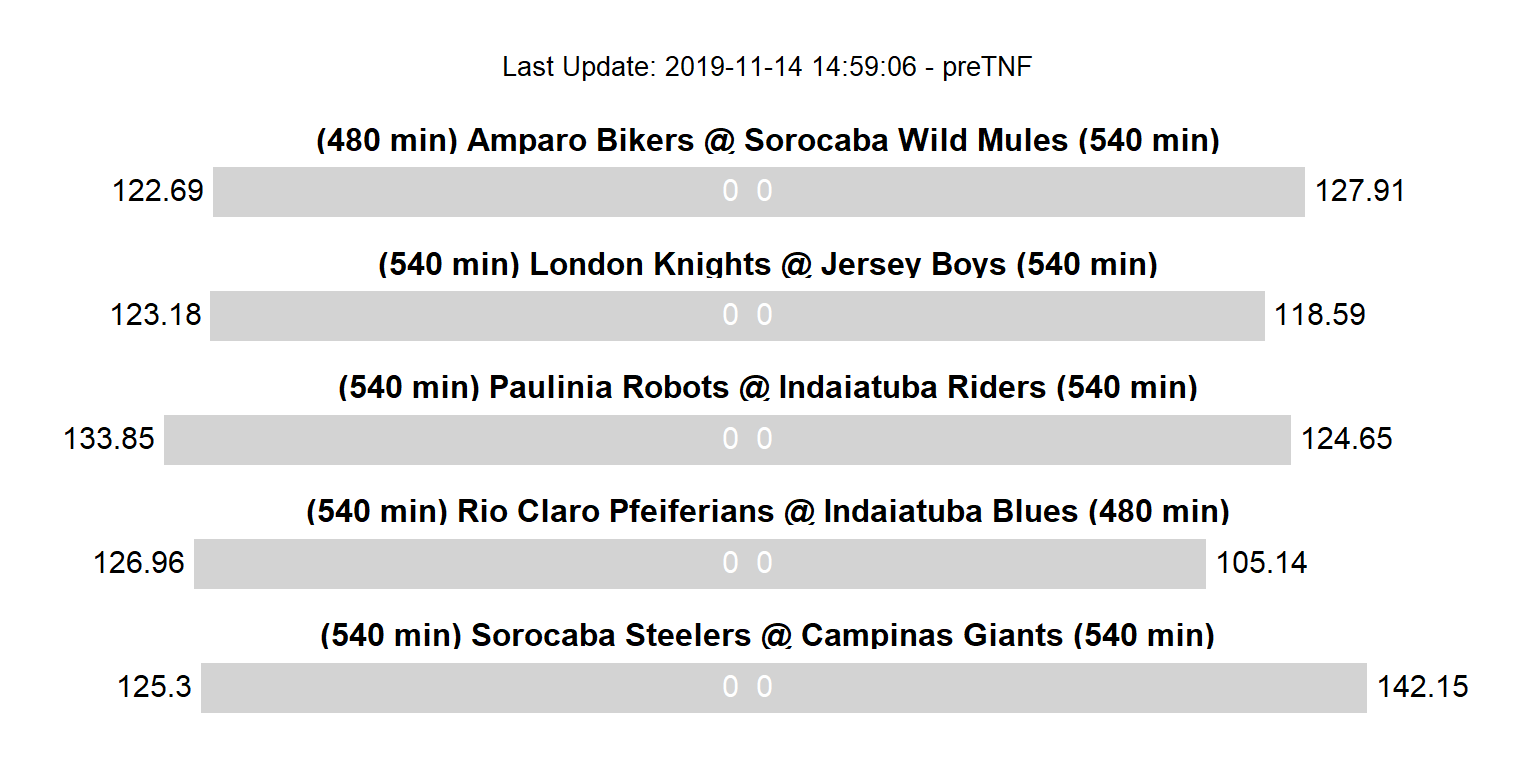 Last Update: 2019-11-14 14:59:06 - preTNF
(480 min) Amparo Bikers @ Sorocaba Wild Mules (540 min)
122.69 0 0 127.91
(540 min) London Knights @ Jersey Boys (540 min)
123.18 0 0 118.59
(540 min) Paulinia Robots @ Indaiatuba Riders (540 min)
133.85 0 0 124.65
(540 min) Rio Claro Pfeiferians @ Indaiatuba Blues (480 min)
126.96 0 0 105.14
(540 min) Sorocaba Steelers @ Campinas Giants (540 min)
125.3 0 0 142.15